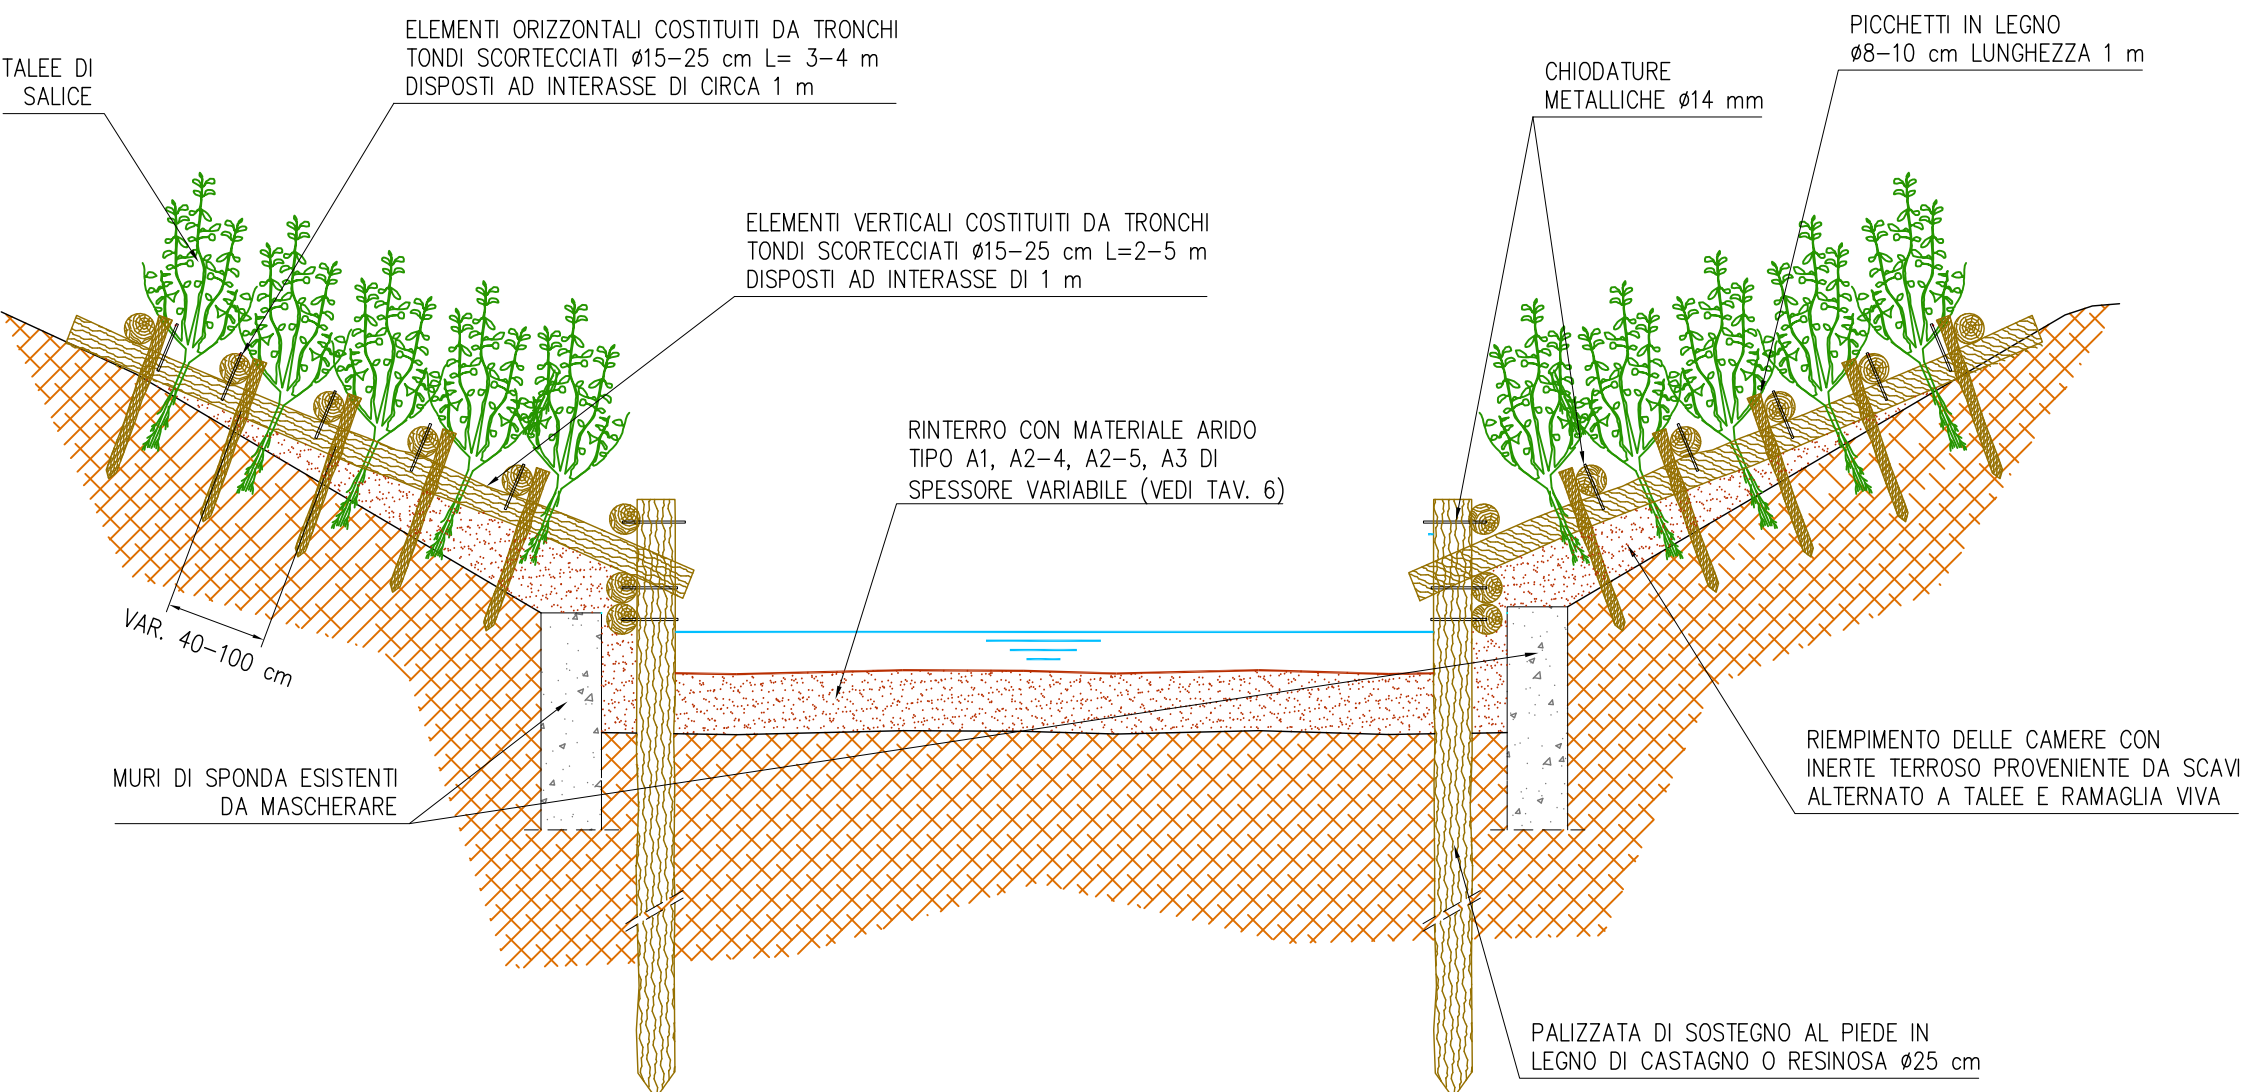 TALEE DI
SALICE
ELEMENTI ORIZZONTALI COSTITUITI DA TRONCHI
TONDI SCORTECCIATI ø15-25 cm L= 3-4 m
DISPOSTI AD INTERASSE DI CIRCA 1 m
ELEMENTI VERTICALI COSTITUITI DA TRONCHI
TONDI SCORTECCIATI ø15-25 cm L=2-5 m
DISPOSTI AD INTERASSE DI 1 m
CHIODATURE
METALLICHE ø14 mm
PICCHETTI IN LEGNO
ø8-10 cm LUNGHEZZA 1 m
RINTERRO CON MATERIALE ARIDO
TIPO A1, A2-4, A2-5, A3 DI
SPESSORE VARIABILE (VEDI TAV. 6)
VAR. 40-100 cm
MURI DI SPONDA ESISTENTI
DA MASCHERARE
RIEMPIMENTO DELLE CAMERE CON
INERTE TERROSO PROVENIENTE DA SCAVI
ALTERNATO A TALEE E RAMAGLIA VIVA
PALIZZATA DI SOSTEGNO AL PIEDE IN
LEGNO DI CASTAGNO O RESINOSA ø25 cm